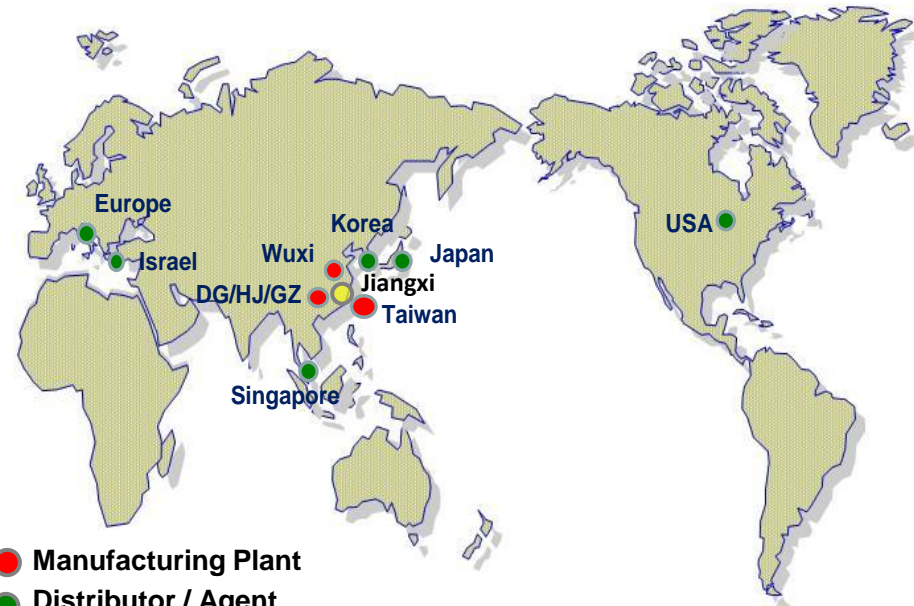 Europe
Korea
USA
Wuxi
Japan
Israel
Jiangxi
DG/HJ/GZ
Taiwan
Singapore
Manufacturing Plant
Distributor / Agent